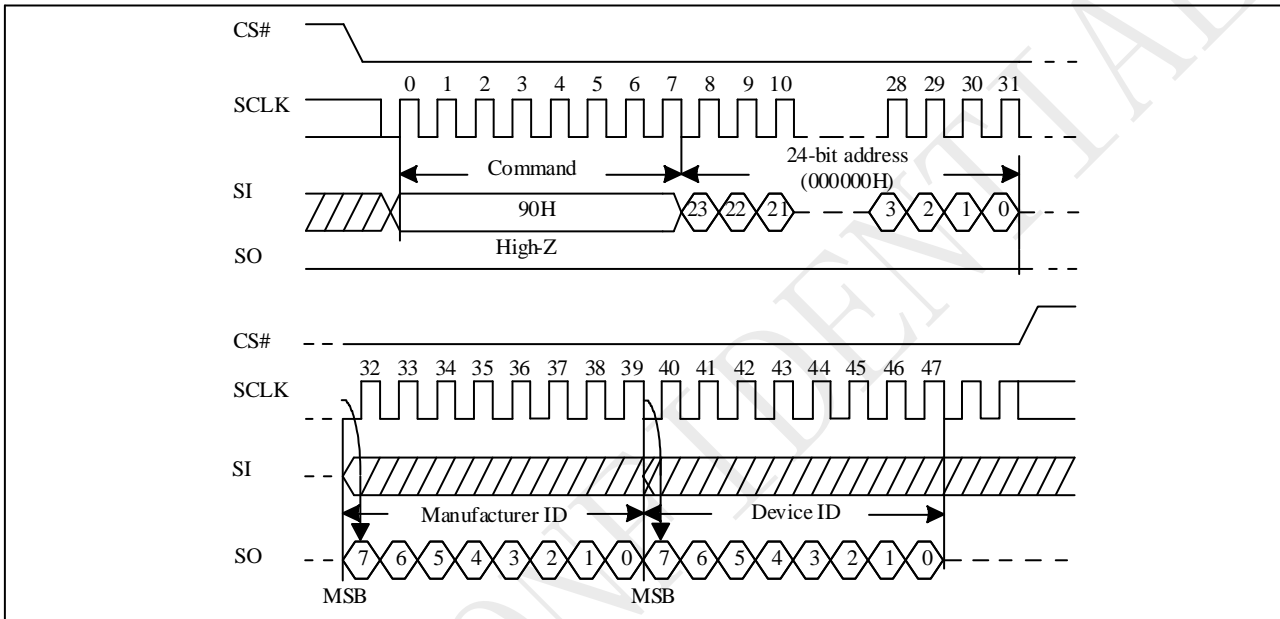 CS#
0 1 2 3 4 5 6 7 8 9 10 28 29 30 31
SCLK
Command
24-bit address
(000000H)
SI
90H
23 22 21 3 2 1 0
High-Z
SO
CS#
32 33 34 35 36 37 38 39 40 41 42 43 44 45 46 47
SCLK
SI
Manufacturer ID
Device ID
SO
7 6 5 4 3 2 1 0 7 6 5 4 3 2 1 0
MSB
MSB
CONFIDENTIAL